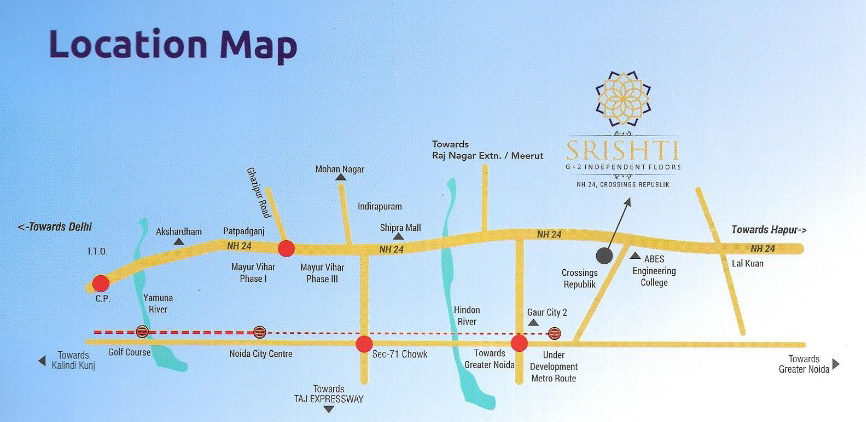 Location Map
SRISHTI
G+2 INDEPENDENT FLOORS
NH 24, CROSSINGS REPUBLIK
Towards
Raj Nagar Extn. / Meerut
Mohan Nagar
Ghazipur Road
Indirapuram
<-Towards Delhi
Akshardham
Patpadganj
Shipra Mall
Towards Hapur->
I.T.O.
NH 24
NH 24
NH 24
NH 24
C.P.
Mayur Vihar
Phase I
Mayur Vihar
Phase III
Crossings
Republik
ABES
Engineering
College
Lal Kuan
Yamuna
River
Hindon
River
Gaur City 2
Towards
Kalindi Kunj
Golf Course
Noida City Centre
Sec-71 Chowk
Towards
Greater Noida
Under
Development
Metro Route
Towards
Greater Noida
Towards
TAJ EXPRESSWAY